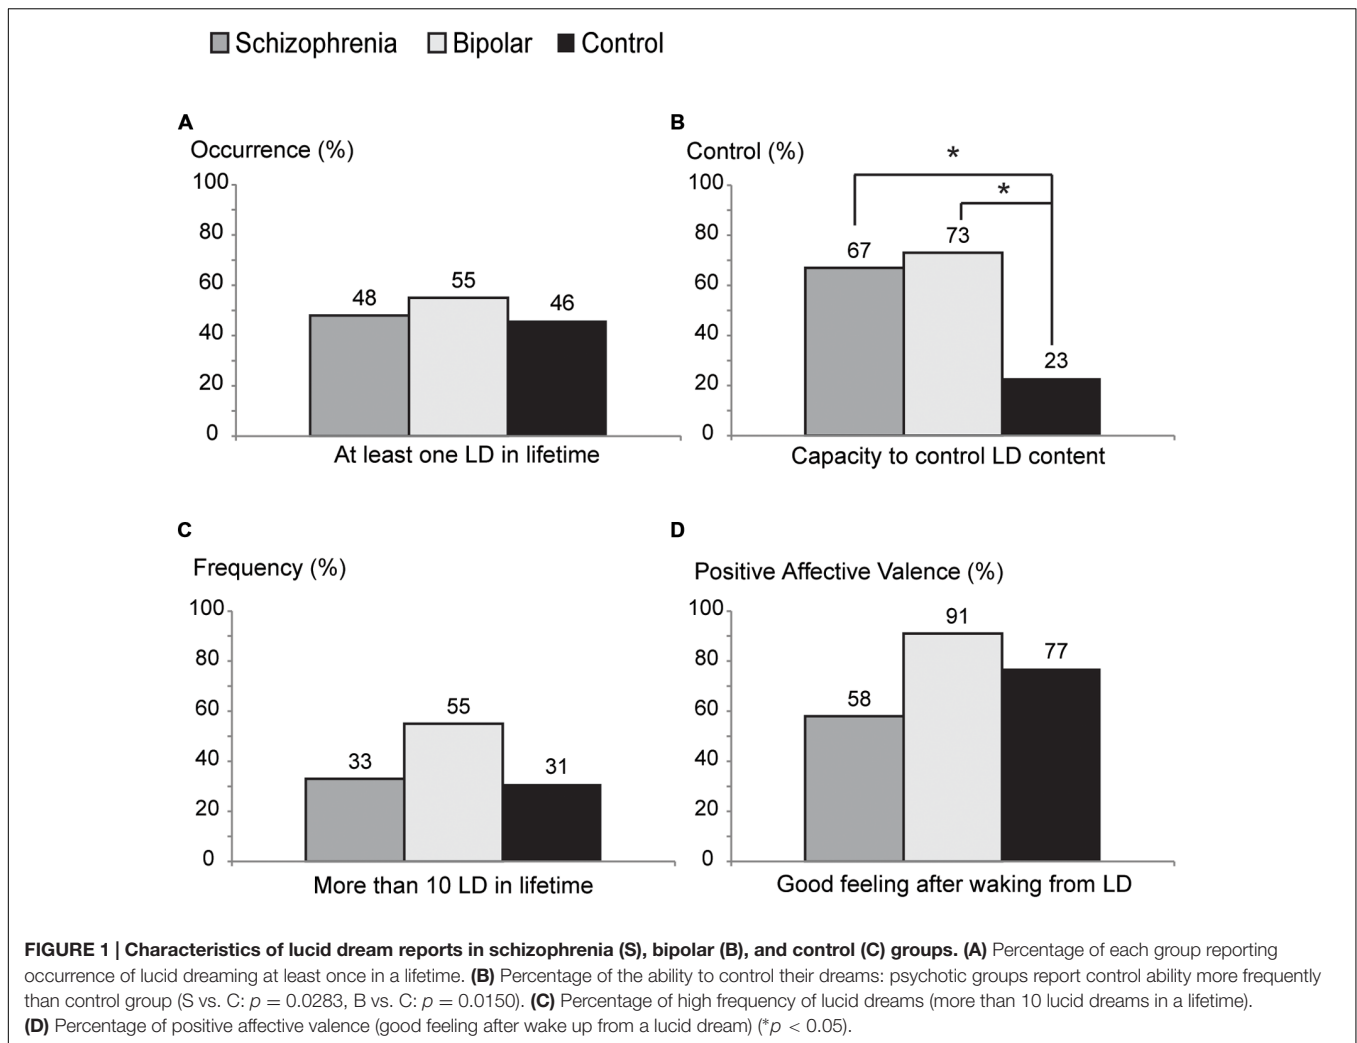 Schizophrenia Bipolar Control
A
Occurrence (%)
100
80
60
40
20
0
48
55
46
At least one LD in lifetime
B
Control (%)
*
*
100
80
60
40
20
0
67
73
23
Capacity to control LD content
C
Frequency (%)
100
80
60
40
20
0
33
55
31
More than 10 LD in lifetime
D
Positive Affective Valence (%)
100
80
60
40
20
0
58
91
77
Good feeling after waking from LD
FIGURE 1 | Characteristics of lucid dream reports in schizophrenia (S), bipolar (B), and control (C) groups. (A) Percentage of each group reporting
occurrence of lucid dreaming at least once in a lifetime. (B) Percentage of the ability to control their dreams: psychotic groups report control ability more frequently
than control group (S vs. C: p = 0.0283, B vs. C: p = 0.0150). (C) Percentage of high frequency of lucid dreams (more than 10 lucid dreams in a lifetime).
(D) Percentage of positive affective valence (good feeling after wake up from a lucid dream) (*p < 0.05).